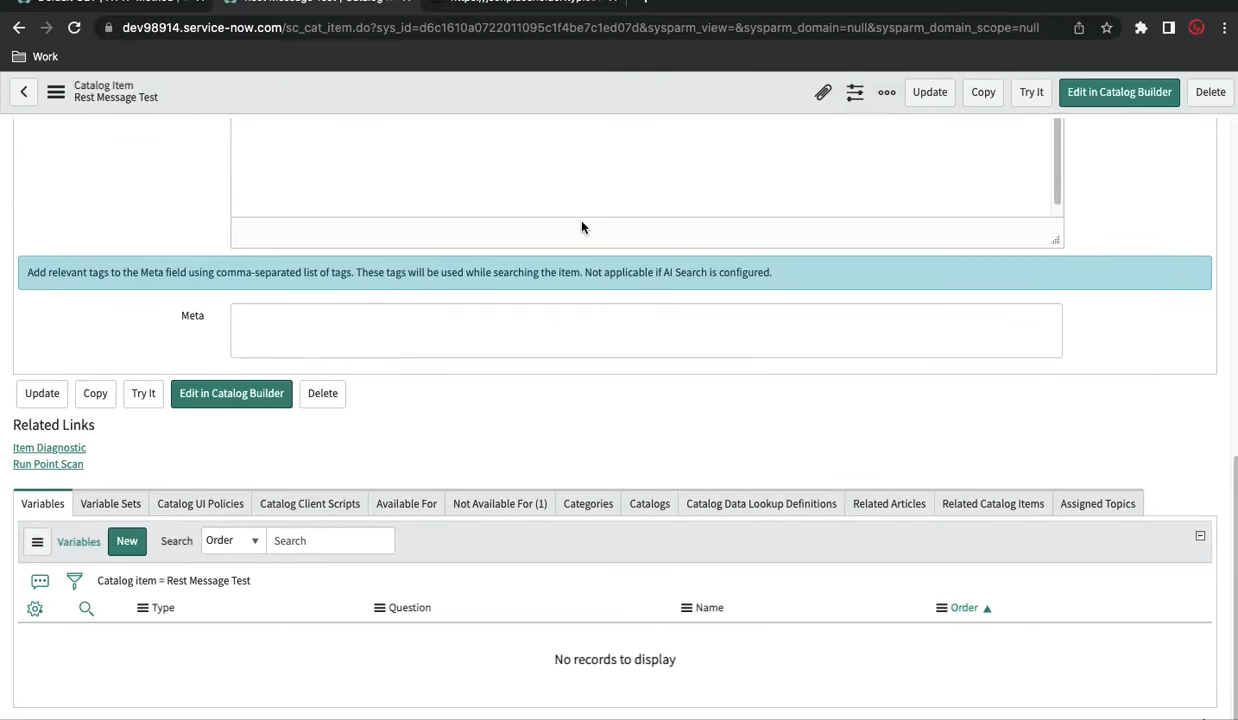 dev98914.service-now.com/sc_cat_item.do?sys_id=d6c1610a0722011095c1f4be7c1ed07d&sysparm_view=&sysparm_domain=null&sysparm_domain_scope=null
Work
Catalog Item
Rest Message Test
Update
Copy
Try It
Edit in Catalog Builder
Delete
Add relevant tags to the Meta field using comma-separated list of tags. These tags will be used while searching the item. Not applicable if AI Search is configured.
Meta
Update
Copy
Try It
Edit in Catalog Builder
Delete
Related Links
Item Diagnostic
Run Point Scan
Variables
Variable Sets
Catalog UI Policies
Catalog Client Scripts
Available For
Not Available For (1)
Categories
Catalogs
Catalog Data Lookup Definitions
Related Articles
Related Catalog Items
Assigned Topics
Variables
New
Search
Order
Search
Catalog item = Rest Message Test
Type
Question
Name
Order
No records to display